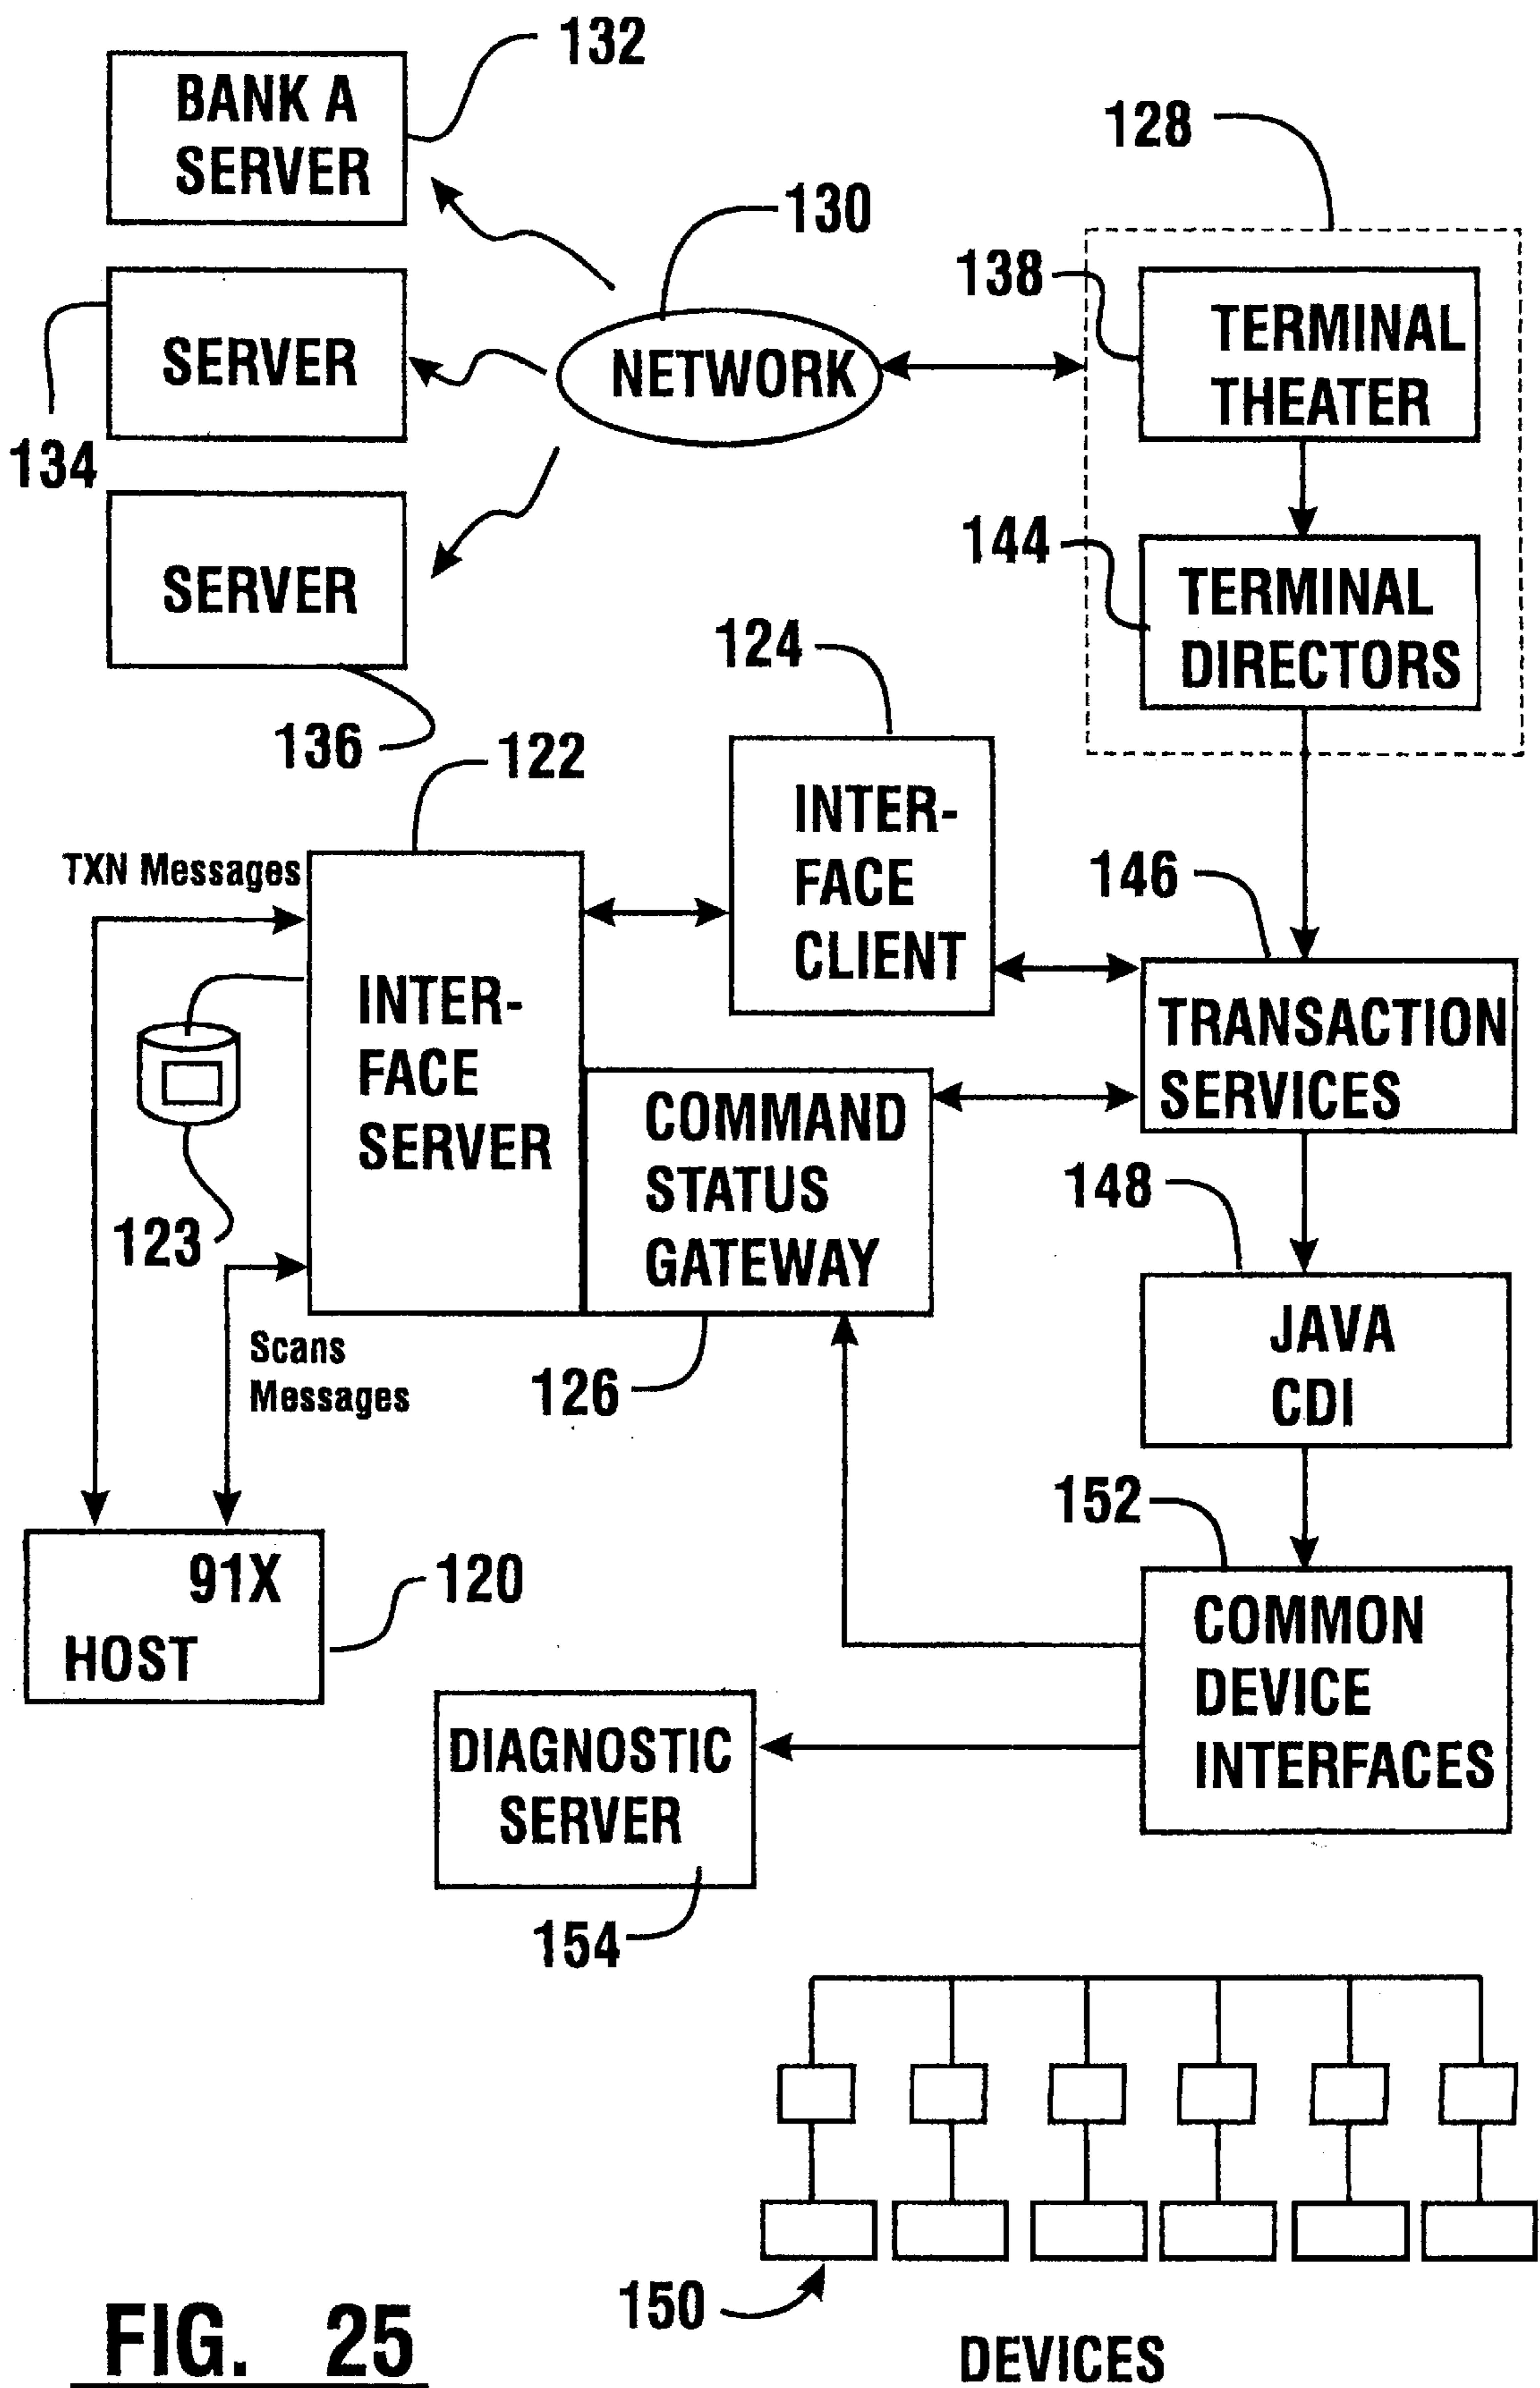 132
BANK A
SERVER
128
130
138
TERMINAL
THEATER
SERVER
NETWORK
134
144
TERMINAL
DIRECTORS
SERVER
124
136
122
INTER-
FACE
CLIENT
TXN Messages
146
INTER-
FACE
SERVER
TRANSACTION
SERVICES
COMMAND
STATUS
GATEWAY
123
148
Scans
Messages
126
JAVA
CDI
152
91X
HOST
120
COMMON
DEVICE
INTERFACES
DIAGNOSTIC
SERVER
154
150
DEVICES
FIG. 25